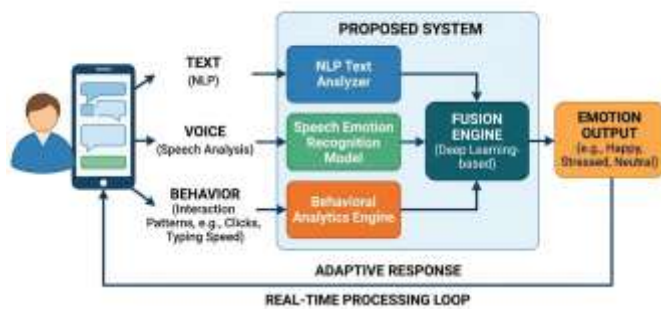 PROPOSED SYSTEM
TEXT
(NLP)
NLP Text
Analyzer
VOICE
(Speech Analysis)
Speech Emotion
Recognition
Model
FUSION
ENGINE
(Deep Learning-
based)
EMOTION
OUTPUT
(e.g., Happy,
Stressed, Neutral)
BEHAVIOR
(Interaction
Patterns, e.g., Clicks,
Typing Speed)
Behavioral
Analytics Engine
ADAPTIVE RESPONSE
REAL-TIME PROCESSING LOOP